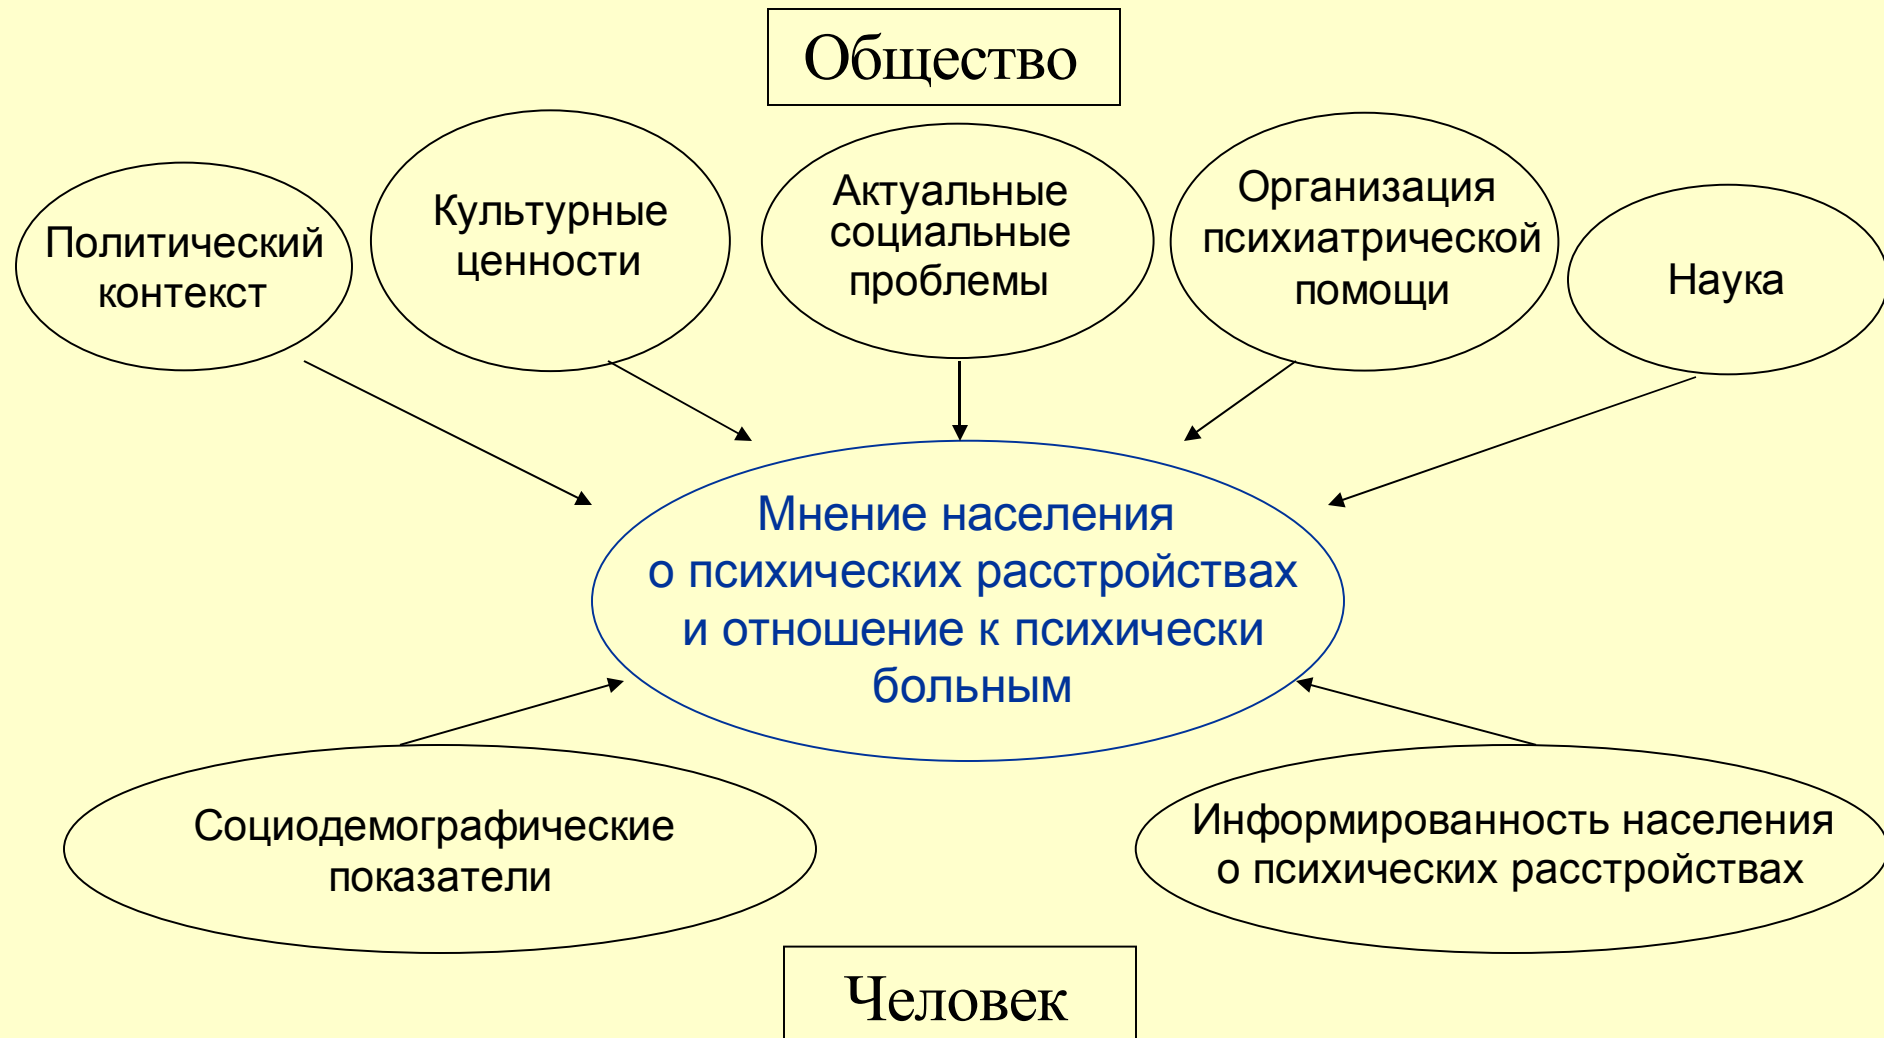 Общество
Политический
контекст
Культурные
ценности
Актуальные
социальные
проблемы
Организация
психиатрической
помощи
Наука
Мнение населения
о психических расстройствах
и отношение к психически
больным
Социодемографические
показатели
Информированность населения
о психических расстройствах
Человек